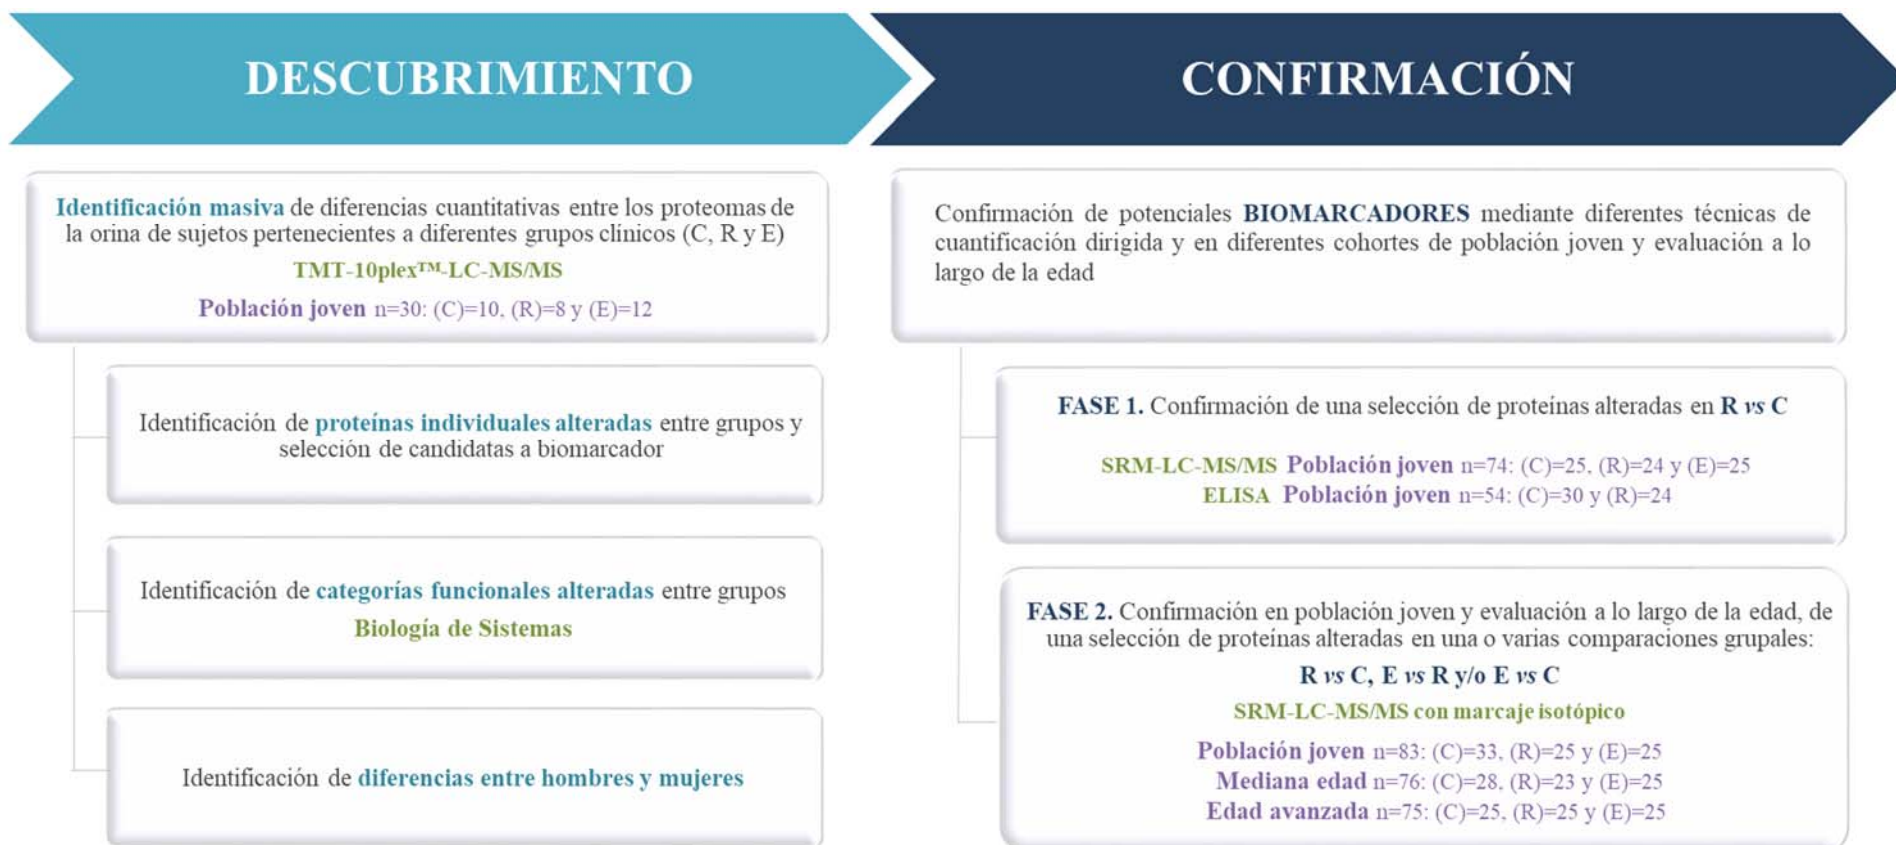 DESCUBRIMIENTO
Identificación masiva de diferencias cuantitativas entre los proteomas de
la orina de sujetos pertenecientes a diferentes grupos clínicos (C, R y E)
TMT-10plex™-LC-MS/MS
Población joven n=30: (C)=10, (R)=8 y (E)=12
Identificación de proteínas individuales alteradas entre grupos y
selección de candidatas a biomarcador
Identificación de categorías funcionales alteradas entre grupos
Biología de Sistemas
Identificación de diferencias entre hombres y mujeres
CONFIRMACIÓN
Confirmación de potenciales BIOMARCADORES mediante diferentes técnicas de
cuantificación dirigida y en diferentes cohortes de población joven y evaluación a lo
largo de la edad
FASE 1. Confirmación de una selección de proteínas alteradas en R vs C
SRM-LC-MS/MS Población joven n=74: (C)=25, (R)=24 y (E)=25
ELISA Población joven n=54: (C)=30 y (R)=24
FASE 2. Confirmación en población joven y evaluación a lo largo de la edad, de
una selección de proteínas alteradas en una o varias comparaciones grupales:
R vs C, E vs R y/o E vs C
SRM-LC-MS/MS con marcaje isotópico
Población joven n=83: (C)=33, (R)=25 y (E)=25
Mediana edad n=76: (C)=28, (R)=23 y (E)=25
Edad avanzada n=75: (C)=25, (R)=25 y (E)=25